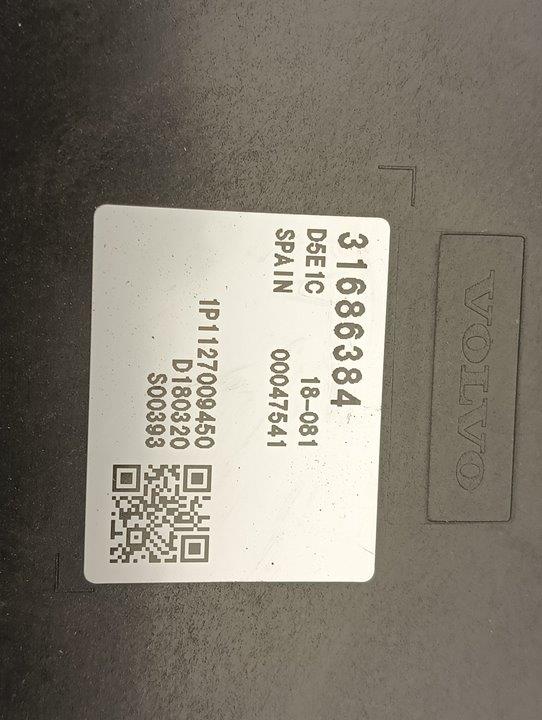 VOLVO
31686384
D5E1C 18-081
SPAIN 00047541
1P1127009450
D180320
S00393